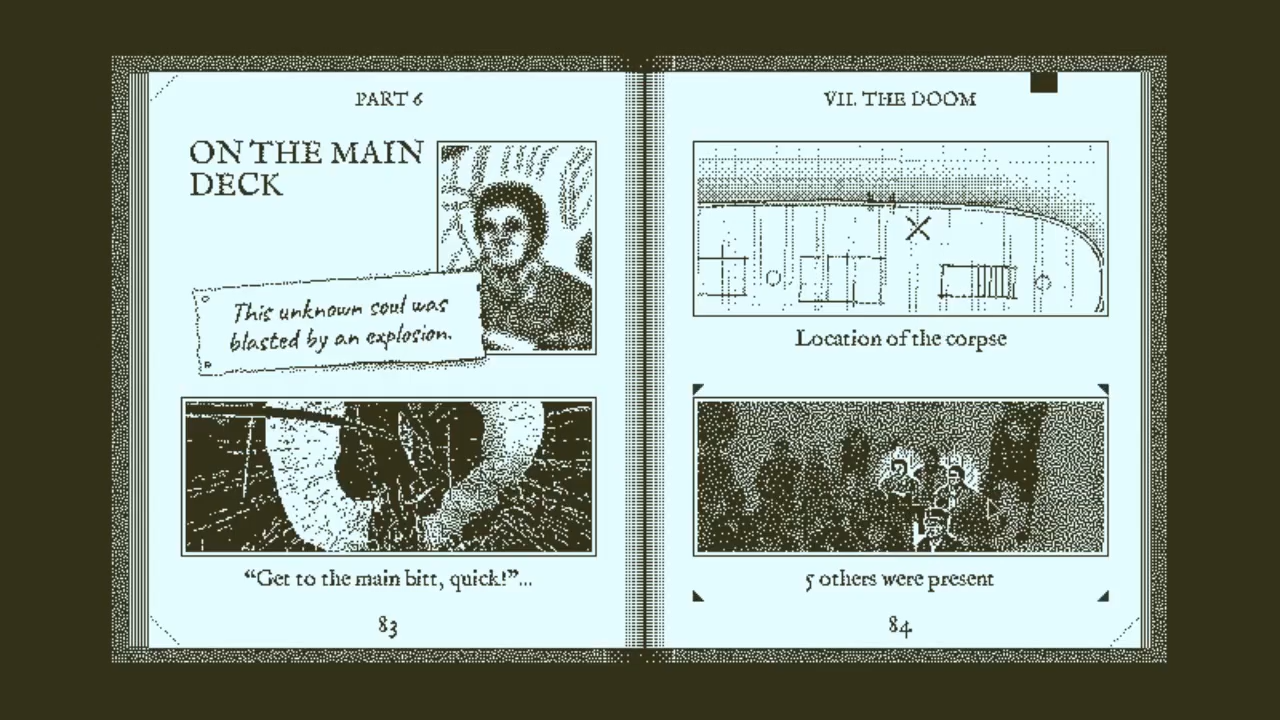 PART 6
ON THE MAIN
DECK
This unknown soul was
blasted by an explosion.
"Get to the main bitt, quick!"...
83
VII. THE DOOM
Location of the corpse
5 others were present
84